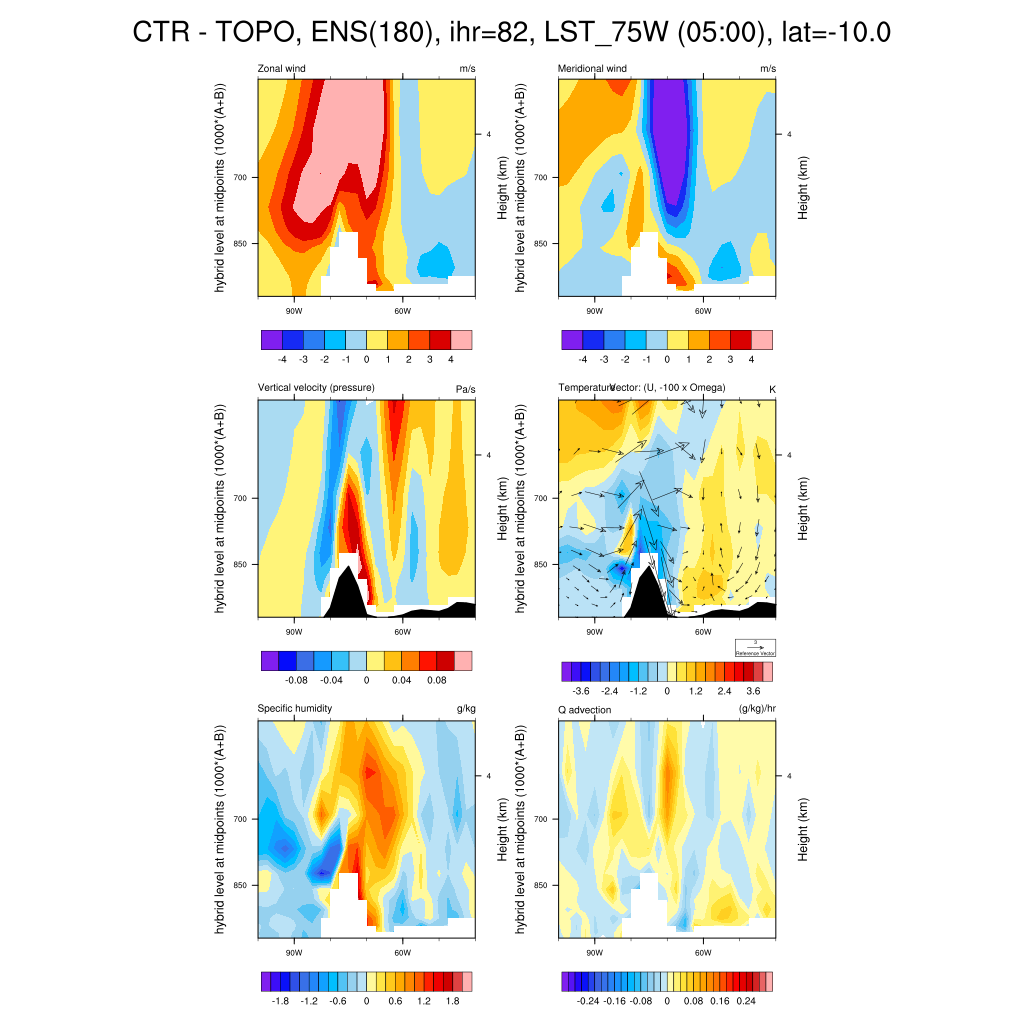 CTR - TOPO, ENS(180), ihr=82, LST_75W (05:00), lat=-10.0
Zonal wind m/s
hybrid level at midpoints (1000*(A+B))
700
850
4
Height (km)
90W 60W
-4 -3 -2 -1 0 1 2 3 4
Meridional wind m/s
hybrid level at midpoints (1000*(A+B))
700
850
4
Height (km)
90W 60W
-4 -3 -2 -1 0 1 2 3 4
Vertical velocity (pressure) Pa/s
hybrid level at midpoints (1000*(A+B))
700
850
4
Height (km)
90W 60W
-0.08 -0.04 0 0.04 0.08
Temperature Vector: (U, -100 x Omega) K
hybrid level at midpoints (1000*(A+B))
700
850
4
Height (km)
90W 60W
3
Reference Vector
-3.6 -2.4 -1.2 0 1.2 2.4 3.6
Specific humidity g/kg
hybrid level at midpoints (1000*(A+B))
700
850
4
Height (km)
90W 60W
-1.8 -1.2 -0.6 0 0.6 1.2 1.8
Q advection (g/kg)/hr
hybrid level at midpoints (1000*(A+B))
700
850
4
Height (km)
90W 60W
-0.24 -0.16 -0.08 0 0.08 0.16 0.24